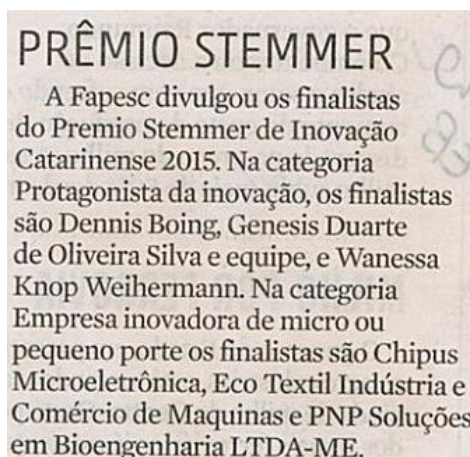 PRÊMIO STEMMER
A Fapesc divulgou os finalistas
do Premio Stemmer de Inovação
Catarinense 2015. Na categoria
Protagonista da inovação, os finalistas
são Dennis Boing, Genesis Duarte
de Oliveira Silva e equipe, e Wanessa
Knop Weihermann. Na categoria
Empresa inovadora de micro ou
pequeno porte os finalistas são Chipus
Microeletrônica, Eco Textil Indústria e
Comércio de Maquinas e PNP Soluções
em Bioengenharia LTDA-ME.